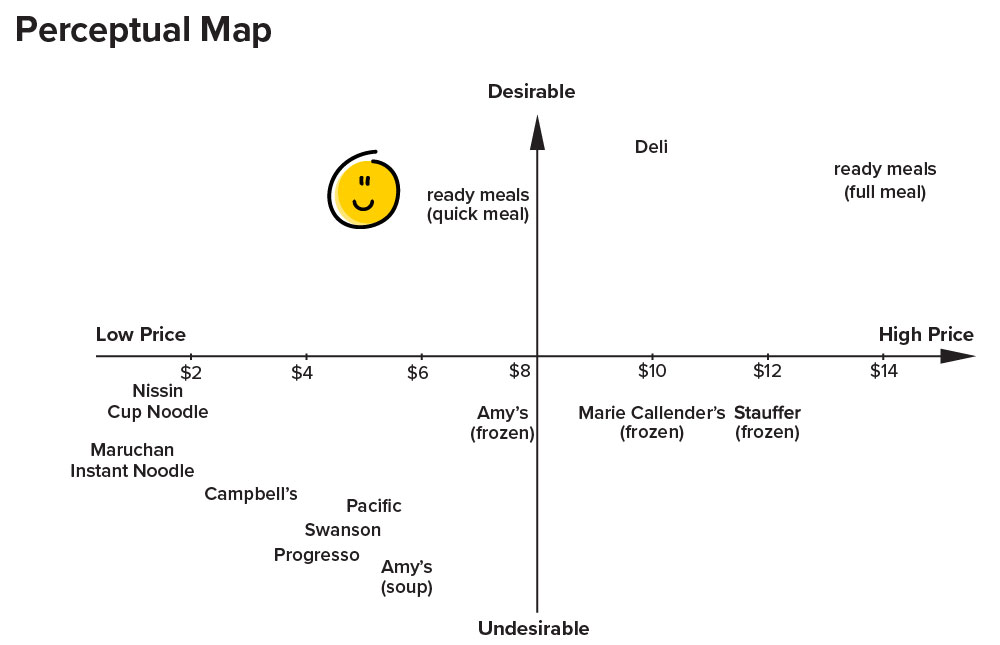 Perceptual Map
Desirable
Deli
ready meals
(full meal)
ready meals
(quick meal)
Low Price
High Price
$2
$4
$6
$8
$10
$12
$14
Nissin
Cup Noodle
Amy's
(frozen)
Marie Callender's
(frozen)
Stauffer
(frozen)
Maruchan
Instant Noodle
Campbell's
Pacific
Swanson
Progresso
Amy's
(soup)
Undesirable